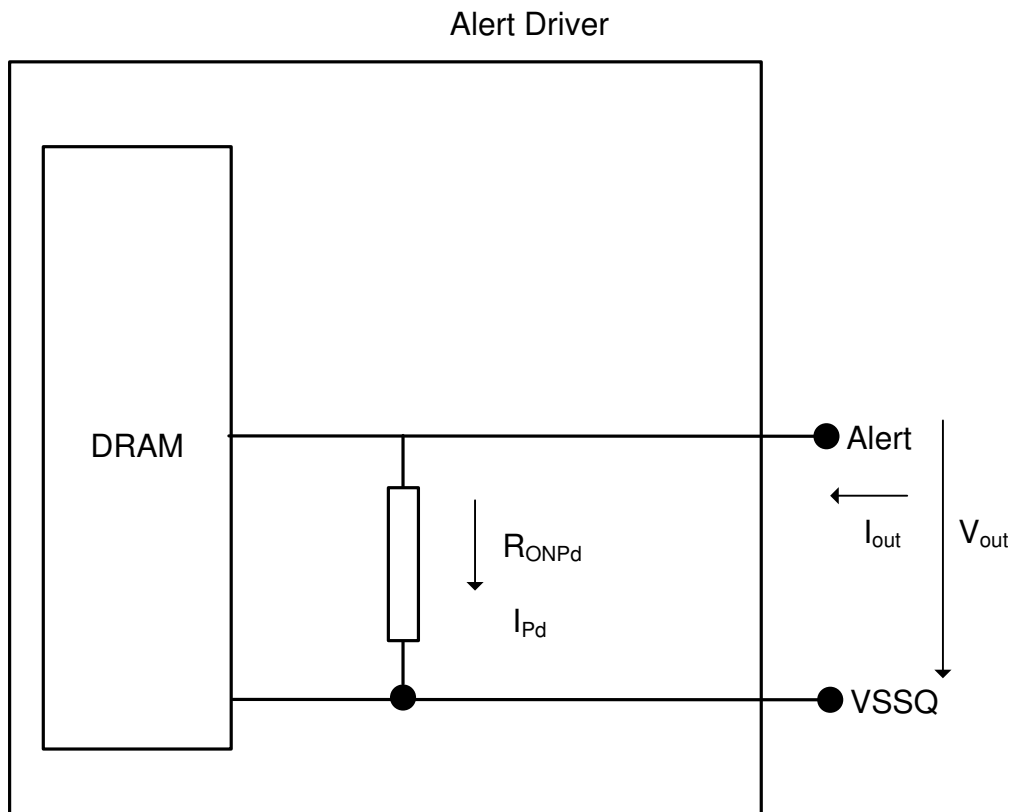 Alert Driver
DRAM
Alert
I_out
V_out
R_ONPd
I_Pd
VSSQ